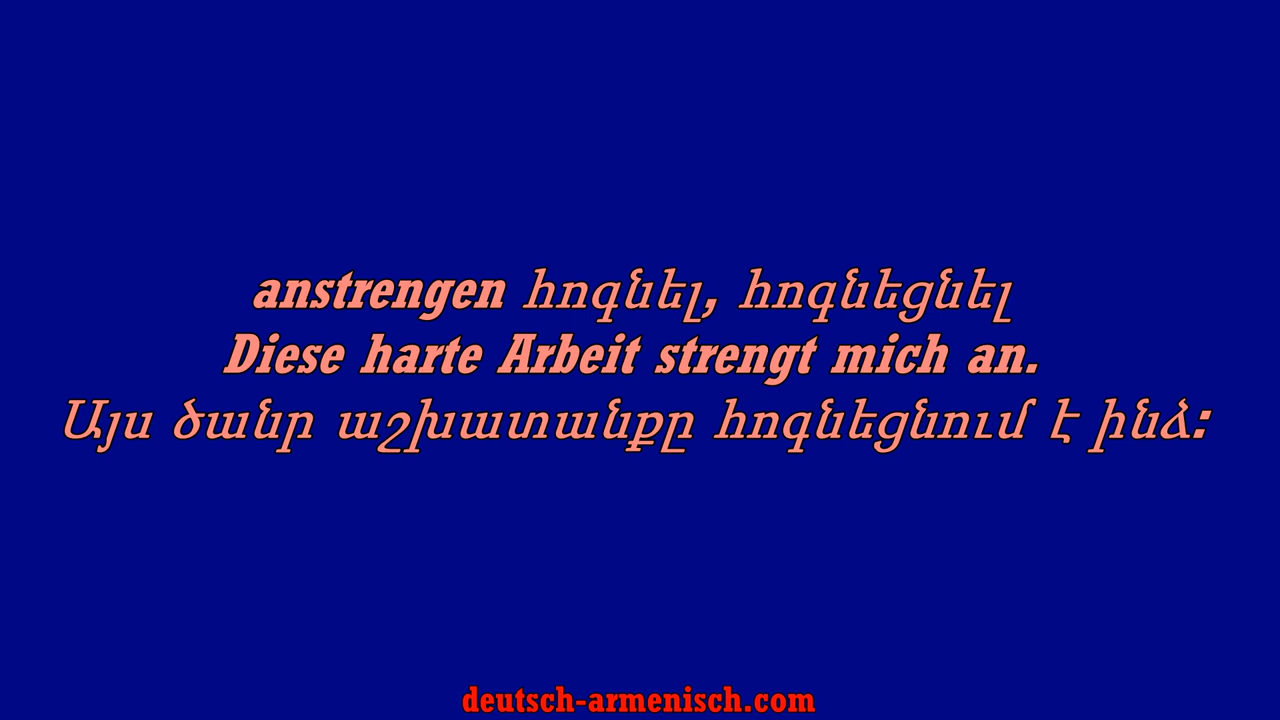 anstrengen հոգնել, հոգնեցնել
Diese harte Arbeit strengt mich an.
Այս ծանր աշխատանքը հոգնեցնում է ինձ:
deutsch-armenisch.com